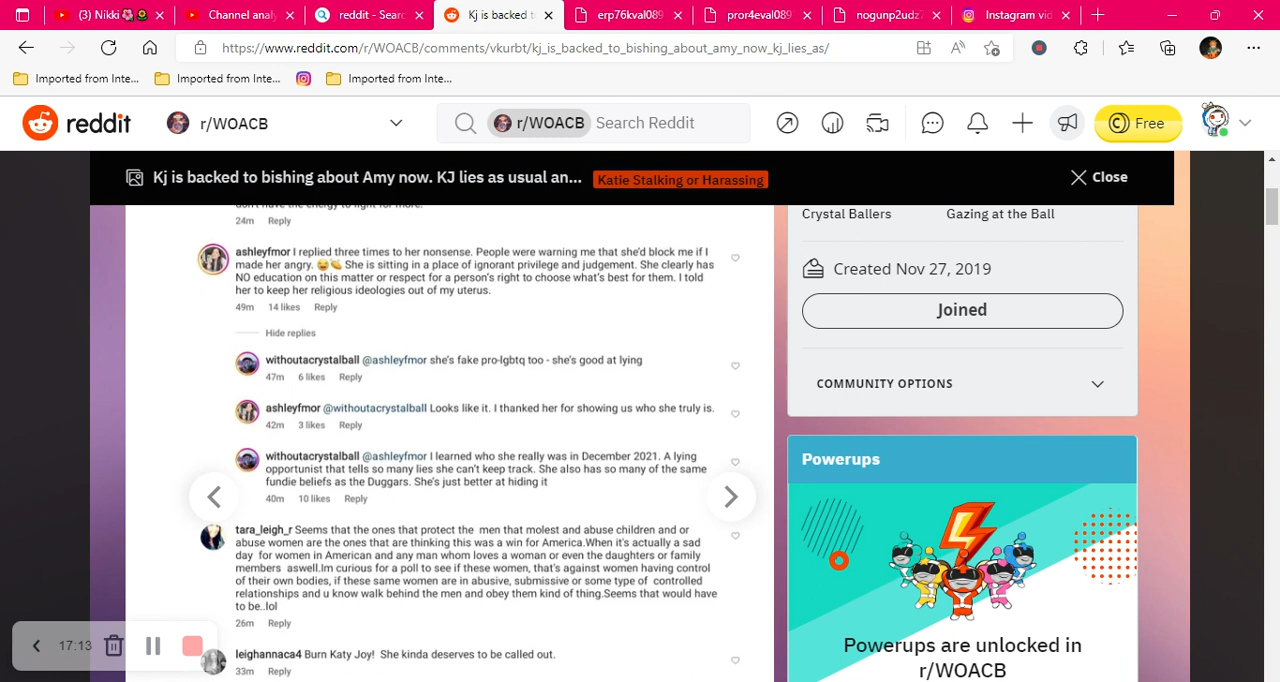 (3) Nikki
Channel anal
reddit - Searc
Kj is backed to
erp76kval089
pror4eval089
nogunp2udz7
Instagram vid
https://www.reddit.com/r/WOACB/comments/vkurbt/kj_is_backed_to_bishing_about_amy_now_kj_lies_as/
Imported from Inte...
Imported from Inte...
Imported from Inte...
reddit
r/WOACB
r/WOACB Search Reddit
Free
Kj is backed to bishing about Amy now. KJ lies as usual an...
Katie Stalking or Harassing
Close
don't have the energy to fight for more.
24m Reply
ashleyfmor I replied three times to her nonsense. People were warning me that she'd block me if I
made her angry. 😂👏 She is sitting in a place of ignorant privilege and judgement. She clearly has
NO education on this matter or respect for a person's right to choose what's best for them. I told
her to keep her religious ideologies out of my uterus.
49m 14 likes Reply
Hide replies
withoutacrystalball @ashleyfmor she's fake pro-lgbtq too - she's good at lying
47m 6 likes Reply
ashleyfmor @withoutacrystalball Looks like it. I thanked her for showing us who she truly is.
42m 3 likes Reply
withoutacrystalball @ashleyfmor I learned who she really was in December 2021. A lying
opportunist that tells so many lies she can't keep track. She also has so many of the same
fundie beliefs as the Duggars. She's just better at hiding it
40m 10 likes Reply
tara_leigh_r Seems that the ones that protect the men that molest and abuse children and or
abuse women are the ones that are thinking this was a win for America.When it's actually a sad
day for women in American and any man whom loves a woman or even the daughters or family
members aswell.Im curious for a poll to see if these women, that's against women having control
of their own bodies, if these same women are in abusive, submissive or some type of controlled
relationships and u know walk behind the men and obey them kind of thing.Seems that would have
to be..lol
26m Reply
leighannaca4 Burn Katy Joy! She kinda deserves to be called out.
33m Reply
17:13
Crystal Ballers
Gazing at the Ball
Created Nov 27, 2019
Joined
COMMUNITY OPTIONS
Powerups
Powerups are unlocked in
r/WOACB